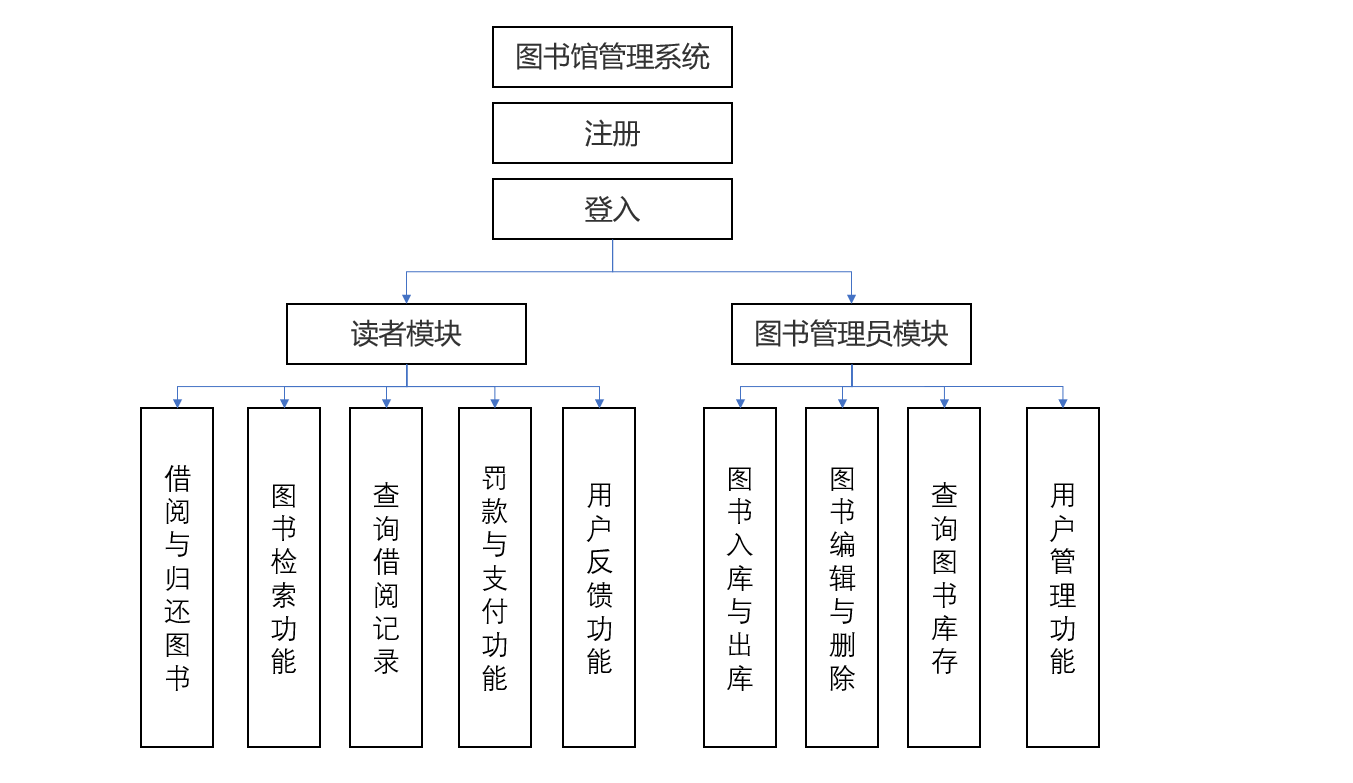 图书馆管理系统
注册
登入
读者模块
图书管理员模块
借阅与归还图书
图书检索功能
查询借阅记录
罚款与支付功能
用户反馈功能
图书入库与出库
图书编辑与删除
查询图书库存
用户管理功能